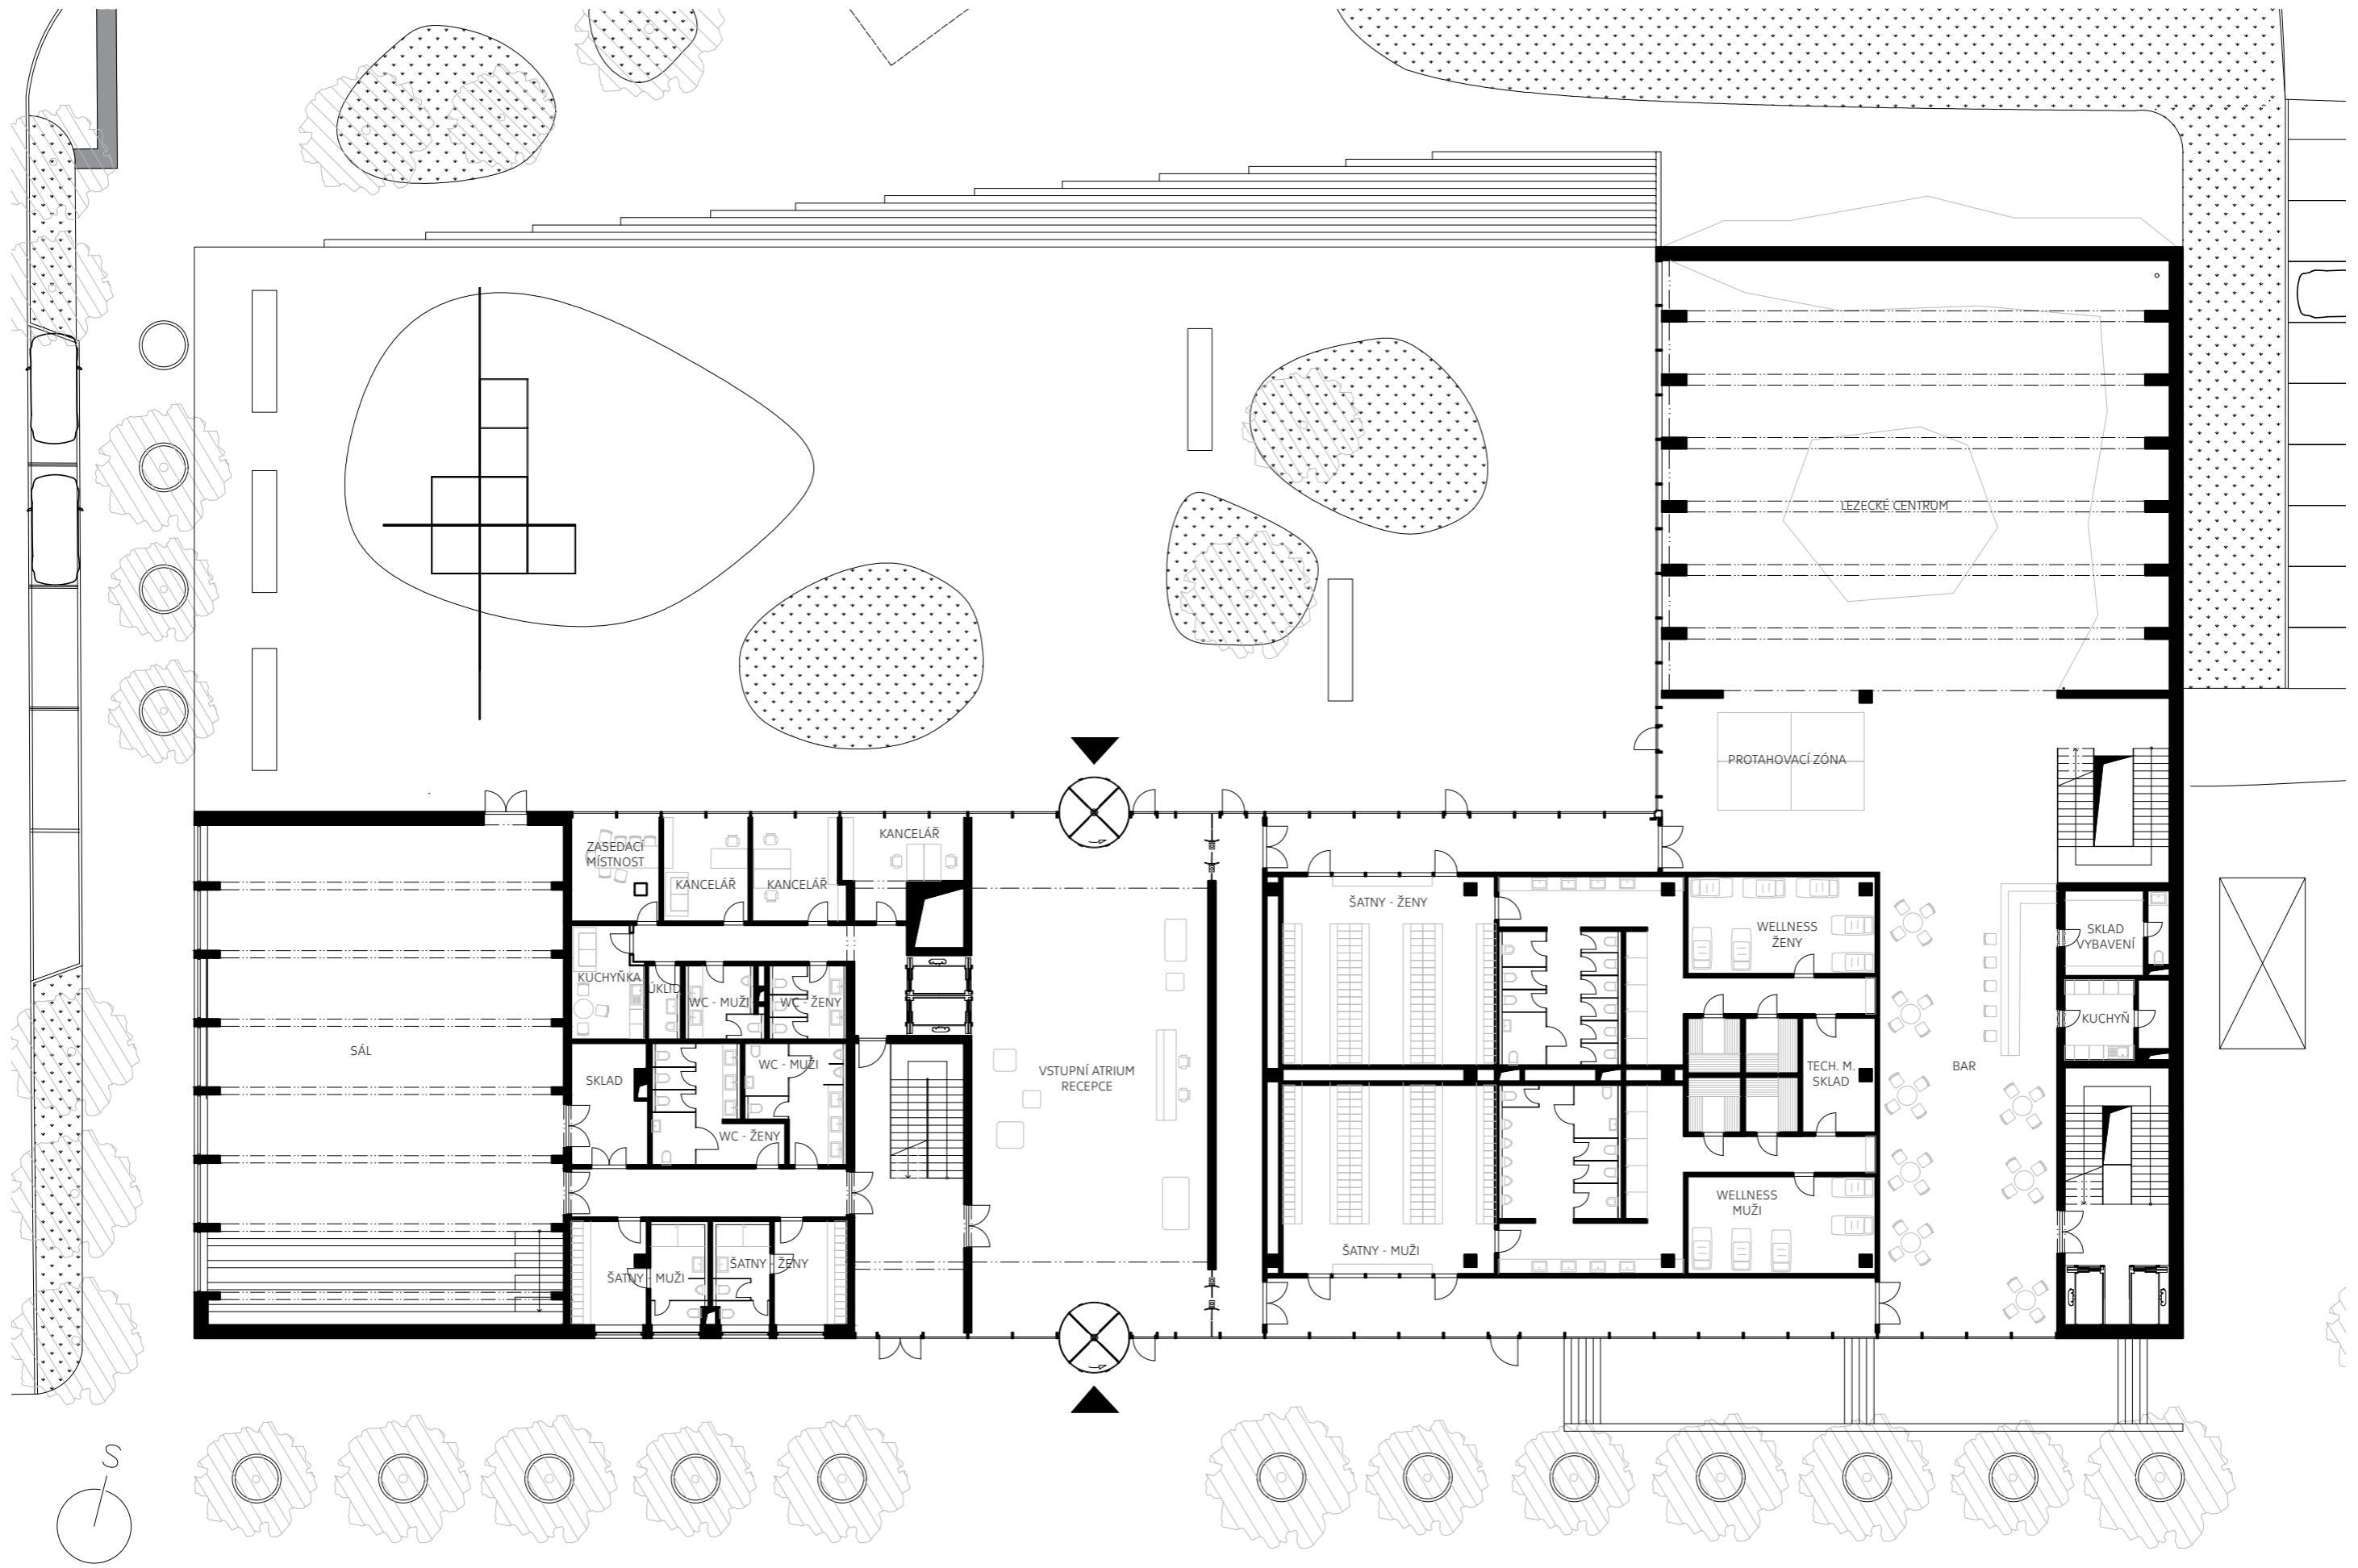 LEZECKÉ CENTRUM
PROTAHOVACÍ ZÓNA
ZASEDACÍ
MÍSTNOST
KANCELÁŘ
KANCELÁŘ
KANCELÁŘ
KUCHYŇKA
ÚKLID
WC - MUŽI
WC - ŽENY
SÁL
SKLAD
WC - MUŽI
WC - ŽENY
ŠATNY - MUŽI
ŠATNY - ŽENY
VSTUPNÍ ATRIUM
RECEPCE
ŠATNY - ŽENY
ŠATNY - MUŽI
WELLNESS
ŽENY
TECH. M.
SKLAD
WELLNESS
MUŽI
BAR
SKLAD
VYBAVENÍ
KUCHYŇ
S